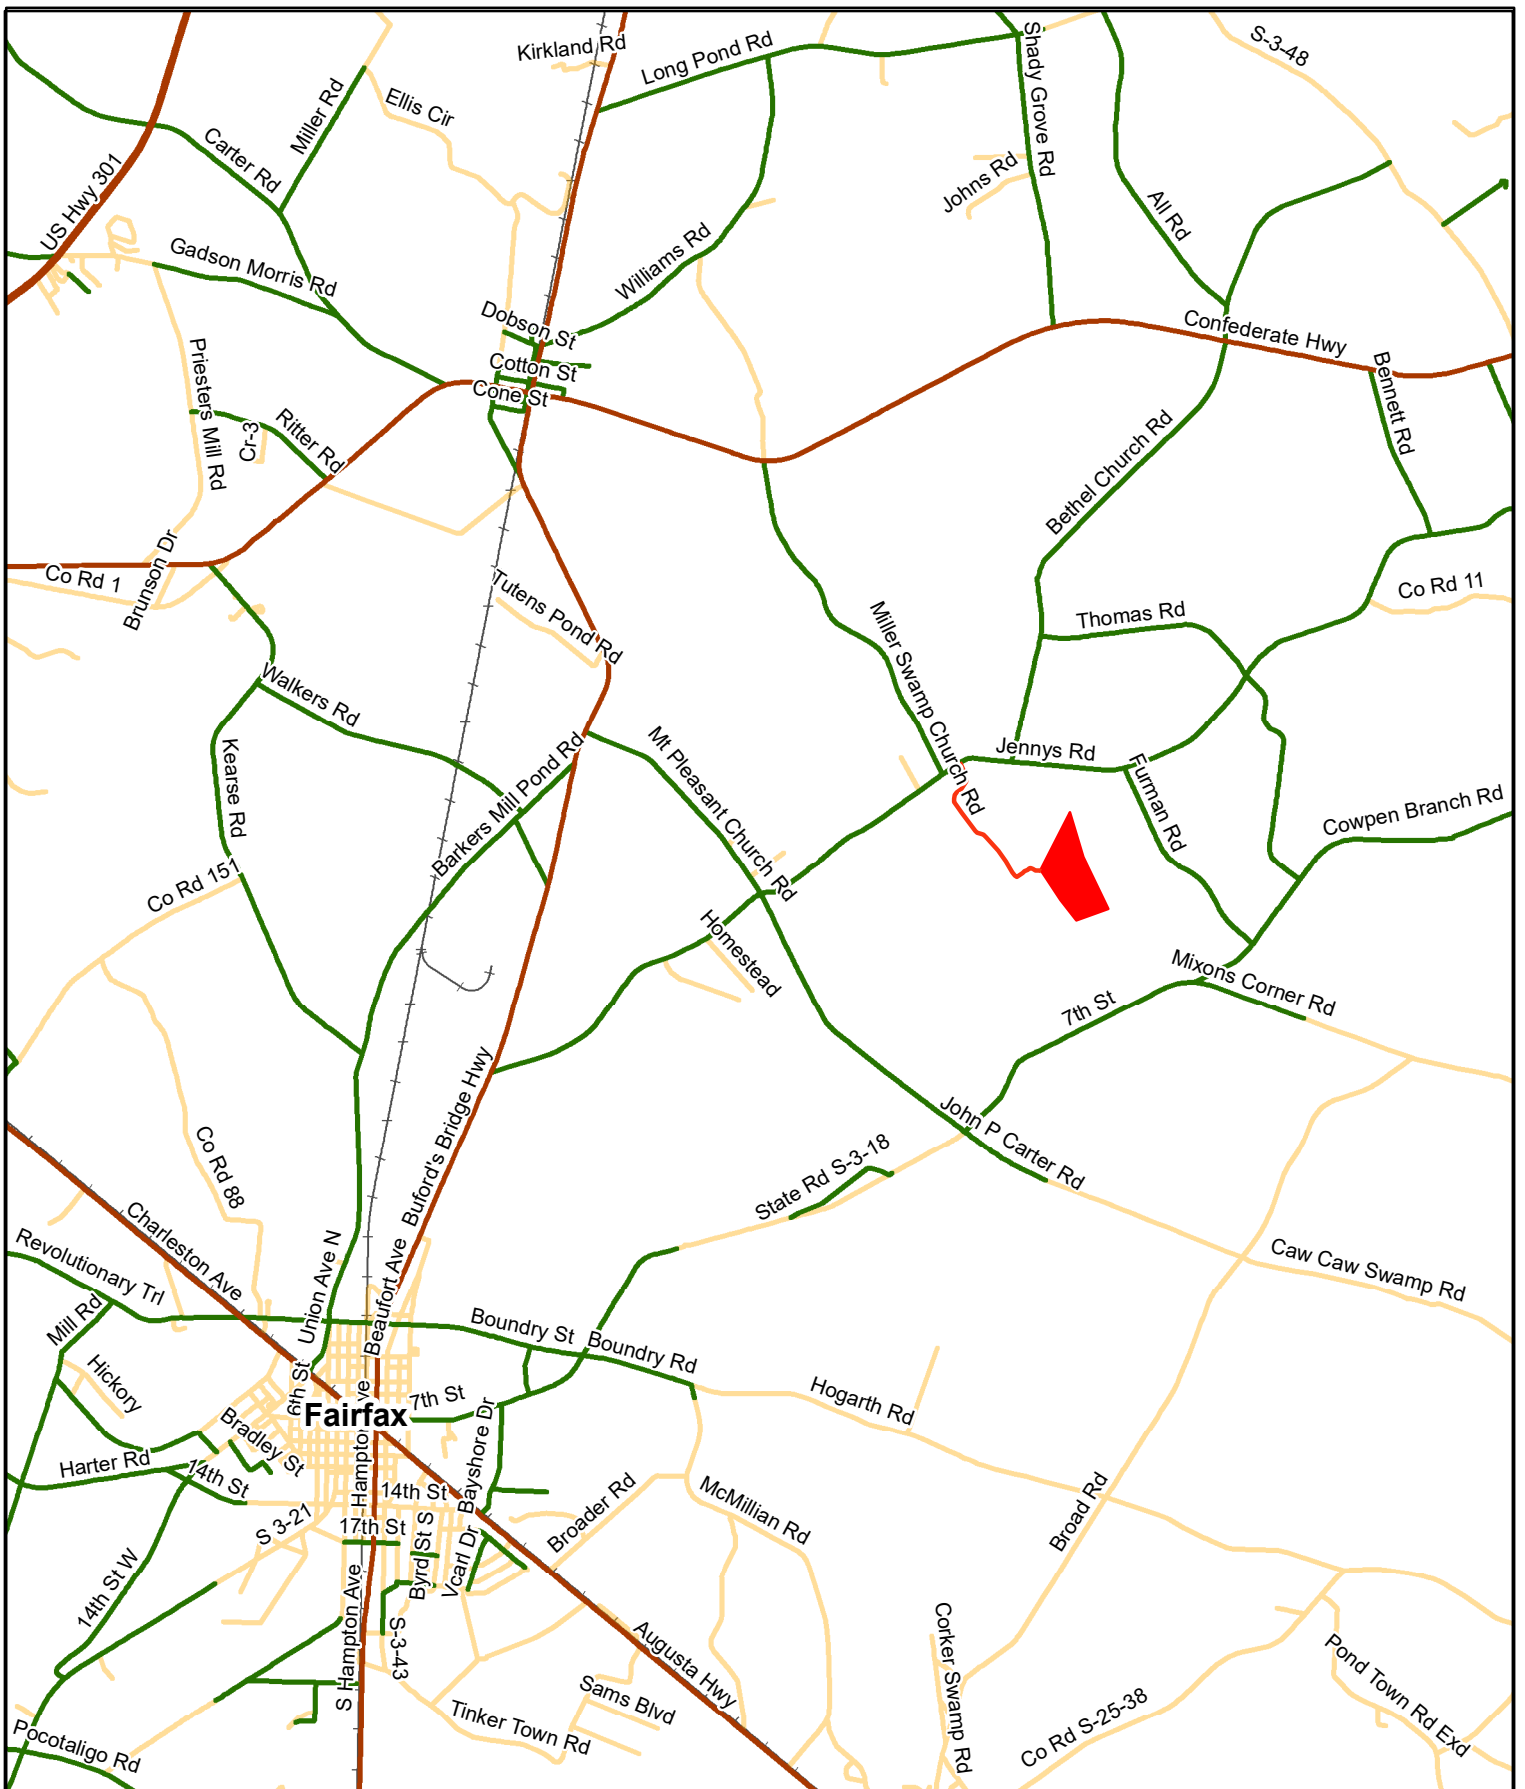 Kirkland Rd
Long Pond Rd
Shady Grove Rd
S-3-48
Miller Rd
Ellis Cir
Carter Rd
US Hwy 301
Johns Rd
All Rd
Gadson Morris Rd
Williams Rd
Dobson St
Cotton St
Cone St
Confederate Hwy
Bennett Rd
Priesters Mill Rd
Cr-3
Ritter Rd
Bethel Church Rd
Brunson Dr
Co Rd 1
Tutens Pond Rd
Co Rd 11
Thomas Rd
Miller Swamp Church Rd
Walkers Rd
Kearse Rd
Barkers Mill Pond Rd
Mt Pleasant Church Rd
Jennys Rd
Furman Rd
Cowpen Branch Rd
Co Rd 151
Homestead
Mixons Corner Rd
7th St
Buford's Bridge Hwy
John P Carter Rd
State Rd S-3-18
Co Rd 88
Charleston Ave
Revolutionary Trl
Union Ave N
Beaufort Ave
Caw Caw Swamp Rd
Mill Rd
Boundry St
Boundry Rd
Hickory
6th St
Fairfax
7th St
Hogarth Rd
Bradley St
Bayshore Dr
Harter Rd
14th St
Hampton Ave
14th St
S 3-21
17th St
Byrd St S
Vcarl Dr
Broader Rd
McMillian Rd
Broad Rd
14th St W
S Hampton Ave
S-3-43
Augusta Hwy
Corker Swamp Rd
Pond Town Rd Exd
Tinker Town Rd
Sams Blvd
Co Rd S-25-38
Pocotaligo Rd